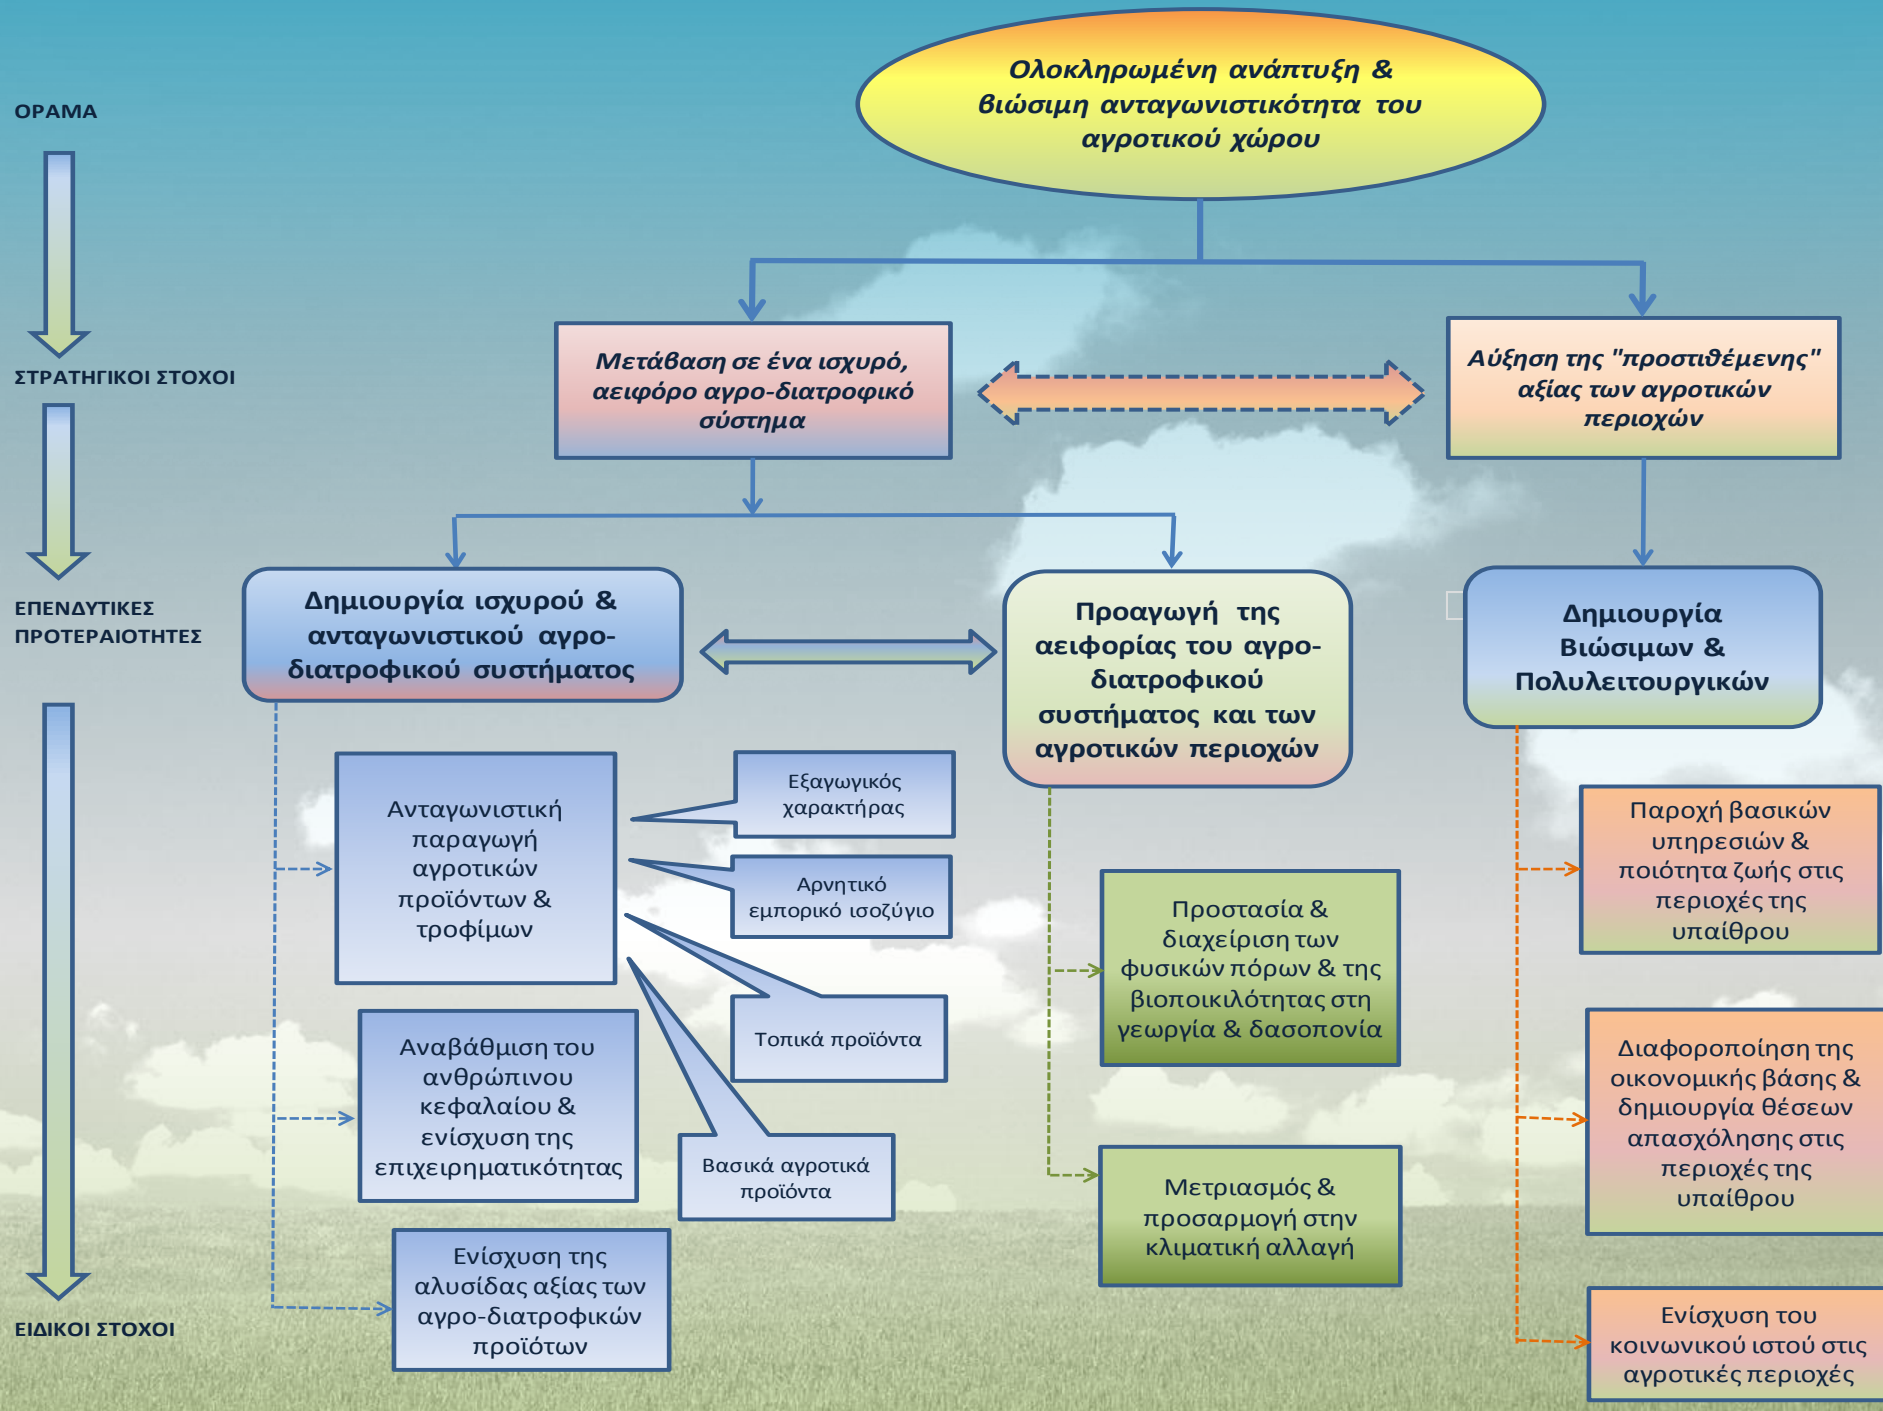 Ολοκληρωμένη ανάπτυξη &
βιώσιμη ανταγωνιστικότητα του
αγροτικού χώρου
ΟΡΑΜΑ
ΣΤΡΑΤΗΓΙΚΟΙ ΣΤΟΧΟΙ
Μετάβαση σε ένα ισχυρό,
αειφόρο αγρο-διατροφικό
σύστημα
Αύξηση της "προστιθέμενης"
αξίας των αγροτικών
περιοχών
ΕΠΕΝΔΥΤΙΚΕΣ
ΠΡΟΤΕΡΑΙΟΤΗΤΕΣ
Δημιουργία ισχυρού &
ανταγωνιστικού αγρο-
διατροφικού συστήματος
Προαγωγή της
αειφορίας του αγρο-
διατροφικού
συστήματος και των
αγροτικών περιοχών
Δημιουργία
Βιώσιμων &
Πολυλειτουργικών
Ανταγωνιστική
παραγωγή
αγροτικών
προϊόντων &
τροφίμων
Εξαγωγικός
χαρακτήρας
Αρνητικό
εμπορικό ισοζύγιο
Τοπικά προϊόντα
Βασικά αγροτικά
προϊόντα
Αναβάθμιση του
ανθρώπινου
κεφαλαίου &
ενίσχυση της
επιχειρηματικότητας
Ενίσχυση της
αλυσίδας αξίας των
αγρο-διατροφικών
προϊότων
Προστασία &
διαχείριση των
φυσικών πόρων & της
βιοποικιλότητας στη
γεωργία & δασοπονία
Μετριασμός &
προσαρμογή στην
κλιματική αλλαγή
Παροχή βασικών
υπηρεσιών &
ποιότητα ζωής στις
περιοχές της
υπαίθρου
Διαφοροποίηση της
οικονομικής βάσης &
δημιουργία θέσεων
απασχόλησης στις
περιοχές της
υπαίθρου
Ενίσχυση του
κοινωνικού ιστού στις
αγροτικές περιοχές
ΕΙΔΙΚΟΙ ΣΤΟΧΟΙ